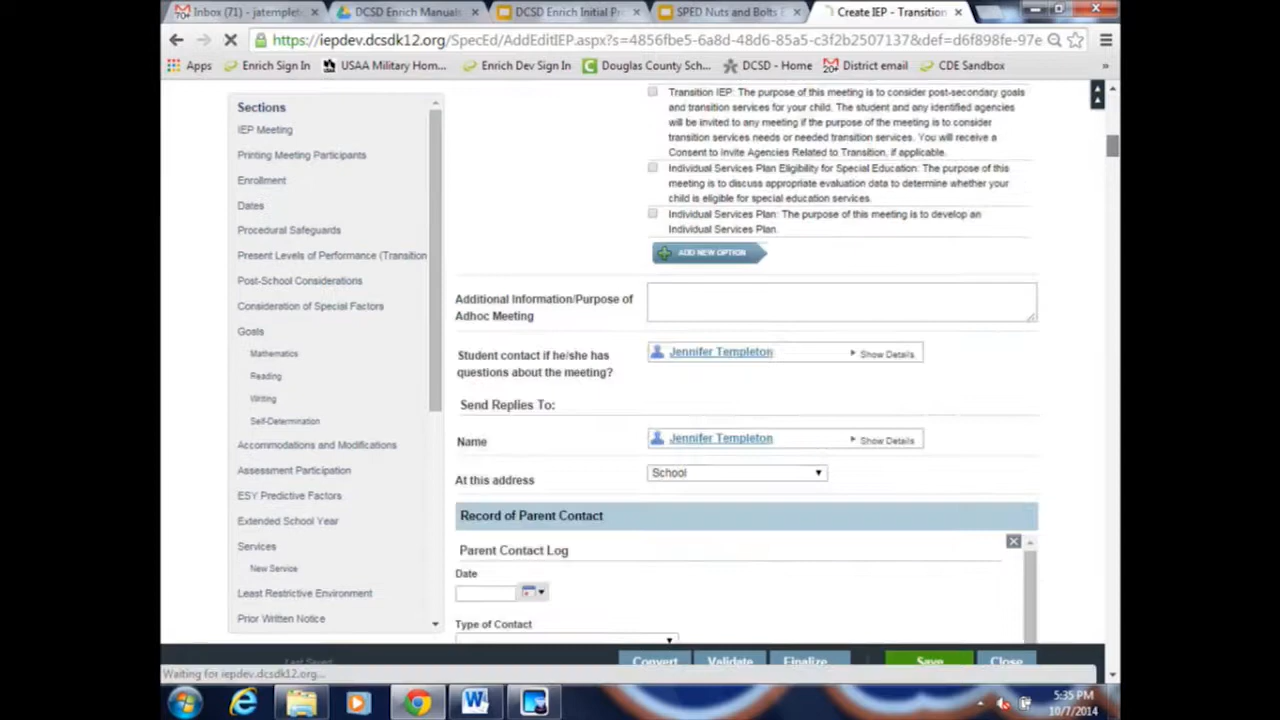 Inbox (71) - jatemplet
DCSD Enrich Manuals
DCSD Enrich Initial Pr
SPED Nuts and Bolts E
Create IEP - Transition
https://iepdev.dcsdk12.org/SpecEd/AddEditIEP.aspx?s=4856fbe5-6a8d-48d6-85a5-c3f2b2507137&def=d6f898fe-97e
Apps
Enrich Sign In
USAA Military Hom...
Enrich Dev Sign In
Douglas County Sch...
DCSD - Home
District email
CDE Sandbox
»
Sections
IEP Meeting
Printing Meeting Participants
Enrollment
Dates
Procedural Safeguards
Present Levels of Performance (Transition
Post-School Considerations
Consideration of Special Factors
Goals
Mathematics
Reading
Writing
Self-Determination
Accommodations and Modifications
Assessment Participation
ESY Predictive Factors
Extended School Year
Services
New Service
Least Restrictive Environment
Prior Written Notice
Transition IEP: The purpose of this meeting is to consider post-secondary goals
and transition services for your child. The student and any identified agencies
will be invited to any meeting if the purpose of the meeting is to consider
transition services needs or needed transition services. You will receive a
Consent to Invite Agencies Related to Transition, if applicable.
Individual Services Plan Eligibility for Special Education: The purpose of this
meeting is to discuss appropriate evaluation data to determine whether your
child is eligible for special education services.
Individual Services Plan: The purpose of this meeting is to develop an
Individual Services Plan.
ADD NEW OPTION
Additional Information/Purpose of
Adhoc Meeting
Student contact if he/she has
questions about the meeting?
Jennifer Templeton
Show Details
Send Replies To:
Name
Jennifer Templeton
Show Details
At this address
School
Record of Parent Contact
Parent Contact Log
Date
Type of Contact
Last Saved
Convert
Validate
Finalize
Save
Close
Waiting for iepdev.dcsdk12.org...
5:35 PM
10/7/2014